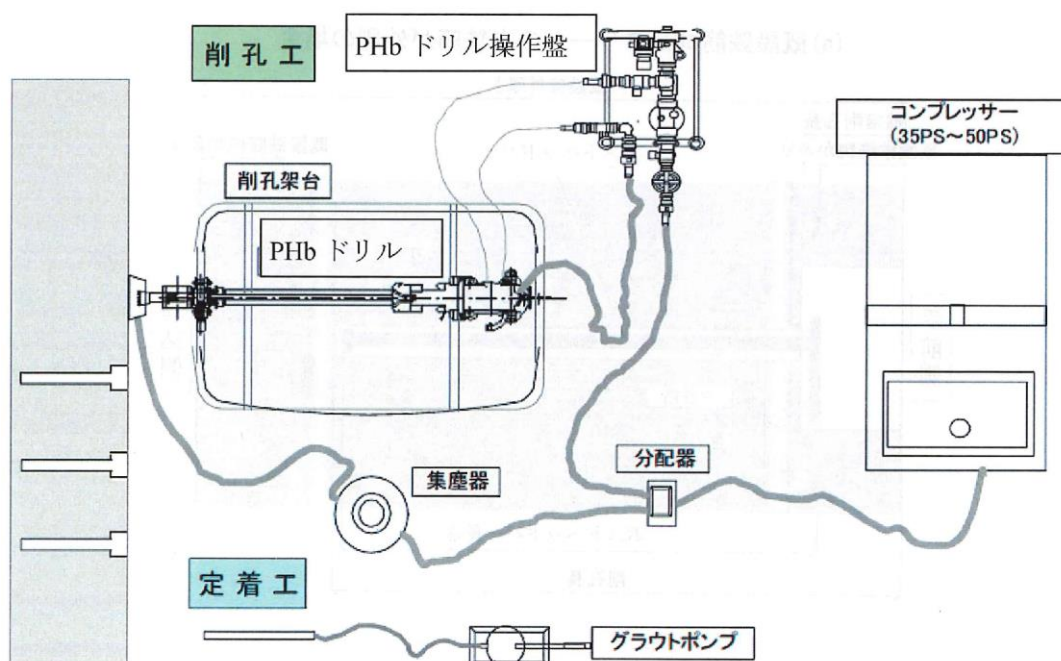 削孔工
PHb ドリル操作盤
コンプレッサー
(35PS～50PS)
削孔架台
PHb ドリル
集塵器
分配器
定着工
グラウトポンプ